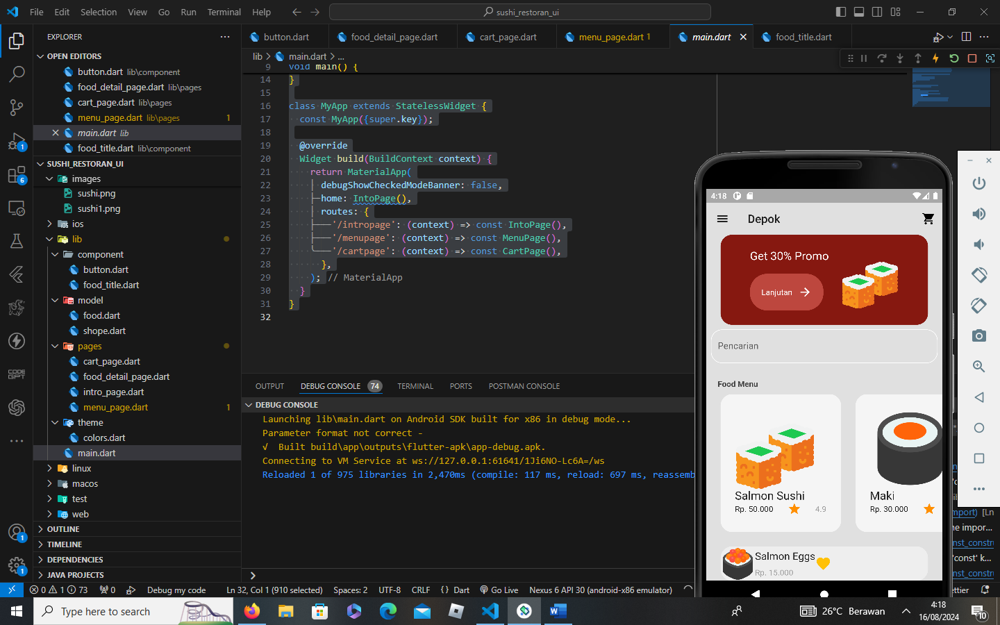 File Edit Selection View Go Run Terminal Help
sushi_restoran_ui
EXPLORER
OPEN EDITORS
button.dart lib\component
food_detail_page.dart lib\pages
cart_page.dart lib\pages
menu_page.dart lib\pages 1
main.dart lib
food_title.dart lib\component
SUSHI_RESTORAN_UI
images
sushi.png
sushi1.png
ios
lib
component
button.dart
food_title.dart
model
food.dart
shope.dart
pages
cart_page.dart
food_detail_page.dart
intro_page.dart
menu_page.dart 1
theme
colors.dart
main.dart
linux
macos
test
web
OUTLINE
TIMELINE
DEPENDENCIES
JAVA PROJECTS
1
6
CODE GPT
1
1
button.dart food_detail_page.dart cart_page.dart menu_page.dart 1 main.dart food_title.dart
lib > main.dart > ...
9 void main() {
14 }
15
16 class MyApp extends StatelessWidget {
17 const MyApp({super.key});
18
19 @override
20 Widget build(BuildContext context) {
21 return MaterialApp(
22 debugShowCheckedModeBanner: false,
23 home: IntoPage(),
24 routes: {
25 '/intropage': (context) => const IntoPage(),
26 '/menupage': (context) => const MenuPage(),
27 '/cartpage': (context) => const CartPage(),
28 },
29 ); // MaterialApp
30 }
31 }
32
OUTPUT DEBUG CONSOLE 74 TERMINAL PORTS POSTMAN CONSOLE
DEBUG CONSOLE
Launching lib\main.dart on Android SDK built for x86 in debug mode...
Parameter format not correct -
√ Built build\app\outputs\flutter-apk\app-debug.apk.
Connecting to VM Service at ws://127.0.0.1:61641/1Ji6NO-Lc6A=/ws
Reloaded 1 of 975 libraries in 2,470ms (compile: 117 ms, reload: 697 ms, reassemb
4:18
Depok
Get 30% Promo
Lanjutan
Pencarian
Food Menu
Salmon Sushi
Rp. 50.000 4.9
Maki
Rp. 30.000
Salmon Eggs
Rp. 15.000
mport) [Ln
ne impor...
nst_constru
'const' k...
nst_constru
0 1 73 0 Debug my code Ln 32, Col 1 (910 selected) Spaces: 2 UTF-8 CRLF {} Dart Go Live Nexus 6 API 30 (android-x86 emulator) ettier
Type here to search
26°C Berawan
4:18
16/08/2024
10